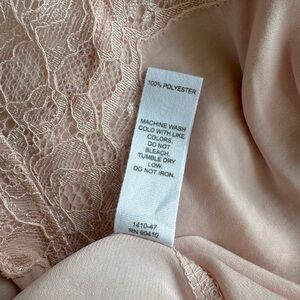 100% POLYESTER
MACHINE WASH
COLD WITH LIKE
COLORS.
DO NOT
BLEACH.
TUMBLE DRY
LOW.
DO NOT IRON.
1410-47
RN 90410